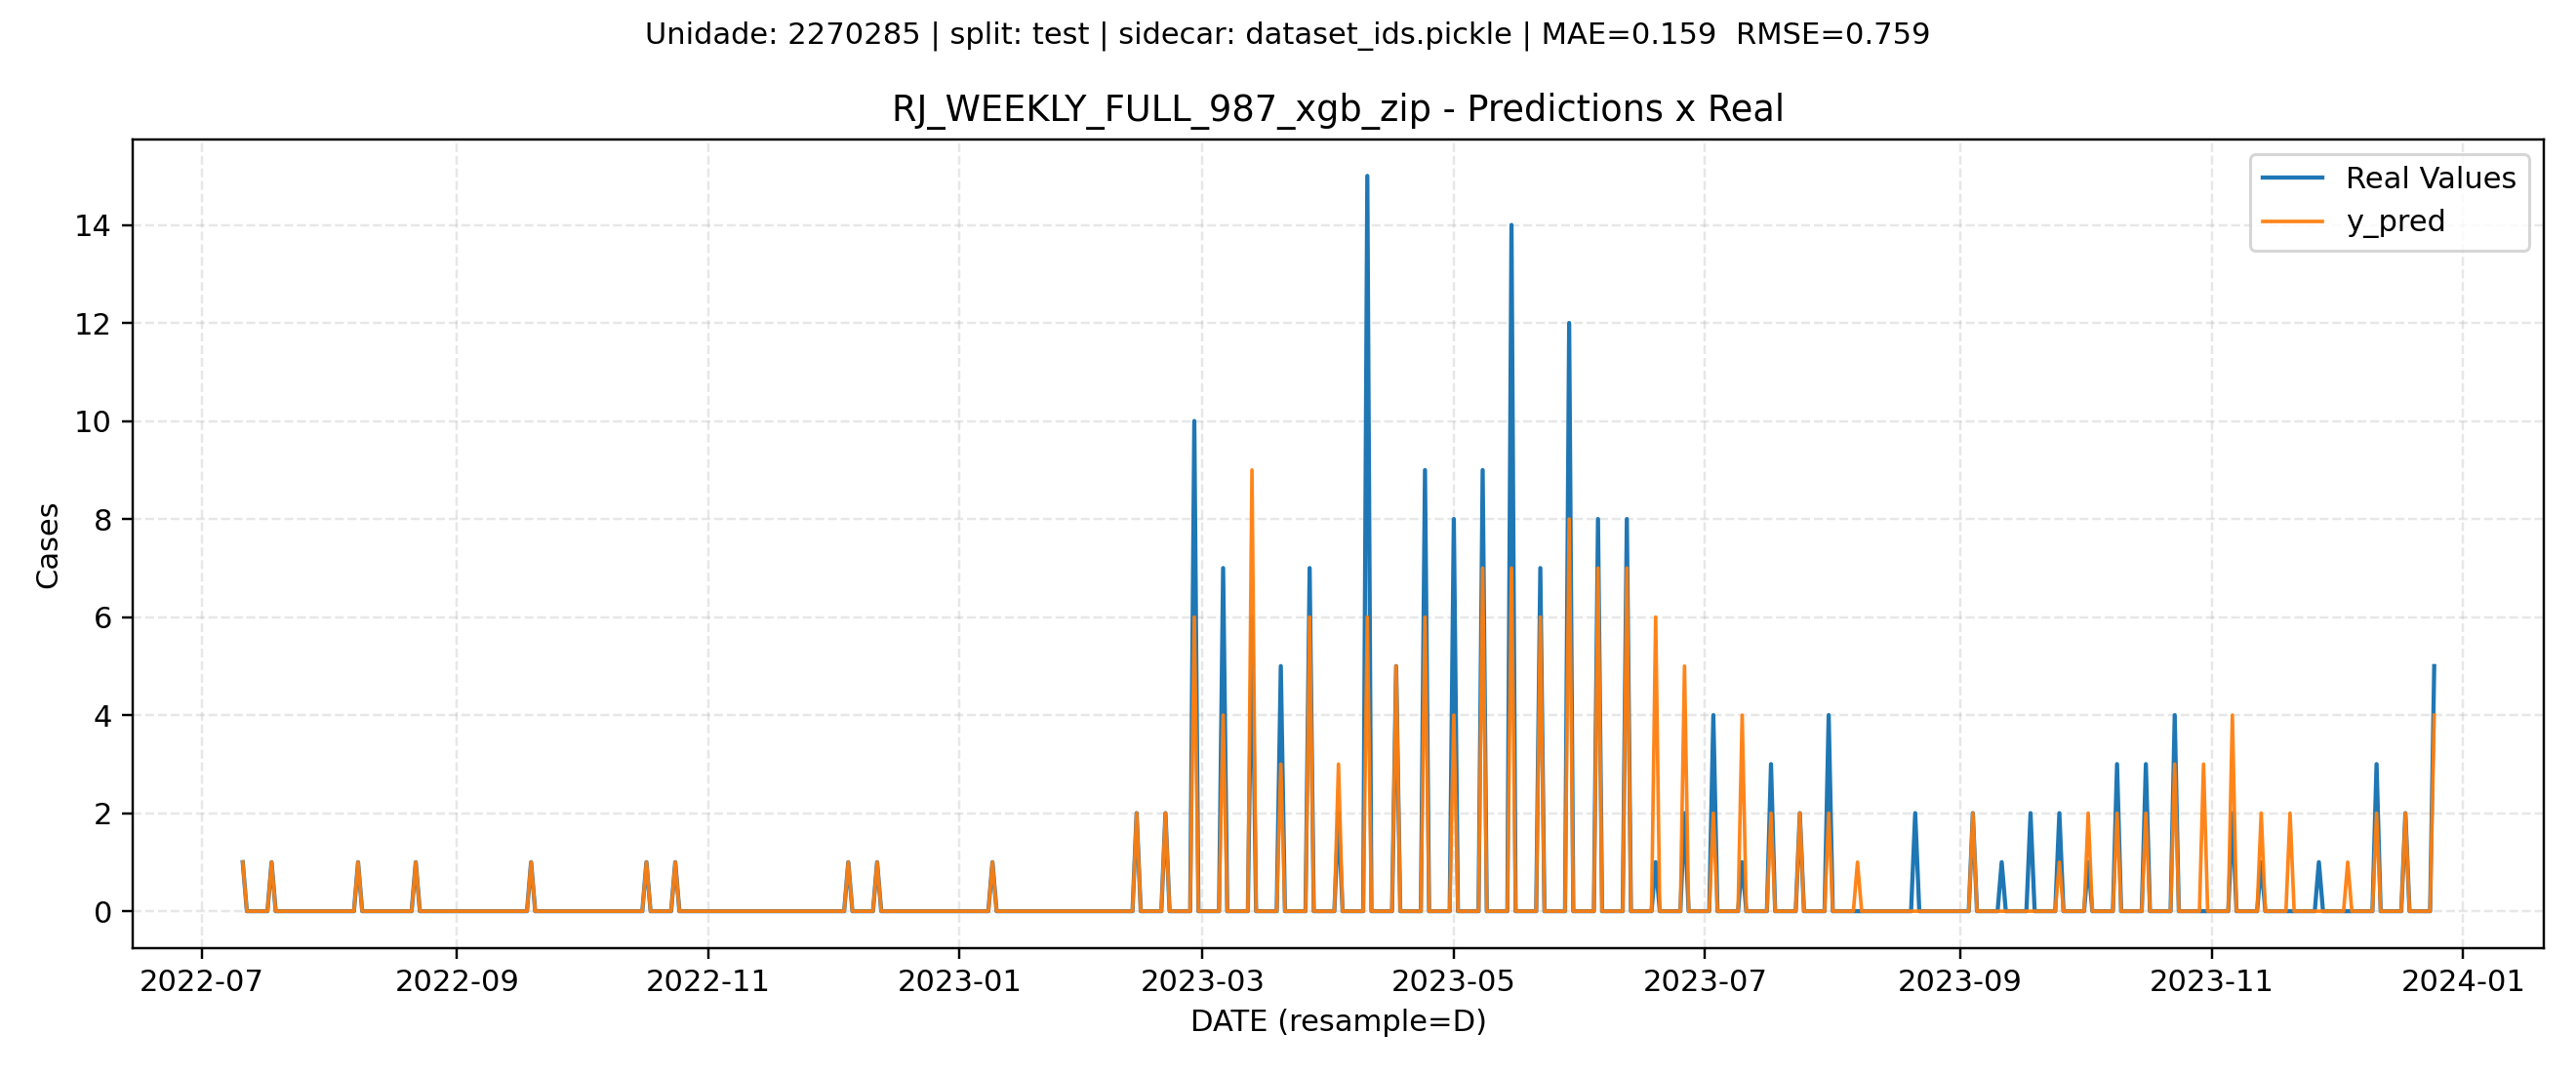 Unidade: 2270285 | split: test | sidecar: dataset_ids.pickle | MAE=0.159  RMSE=0.759
RJ_WEEKLY_FULL_987_xgb_zip - Predictions x Real
Real Values
y_pred
14
12
10
8
6
4
2
0
Cases
2022-07 2022-09 2022-11 2023-01 2023-03 2023-05 2023-07 2023-09 2023-11 2024-01
DATE (resample=D)